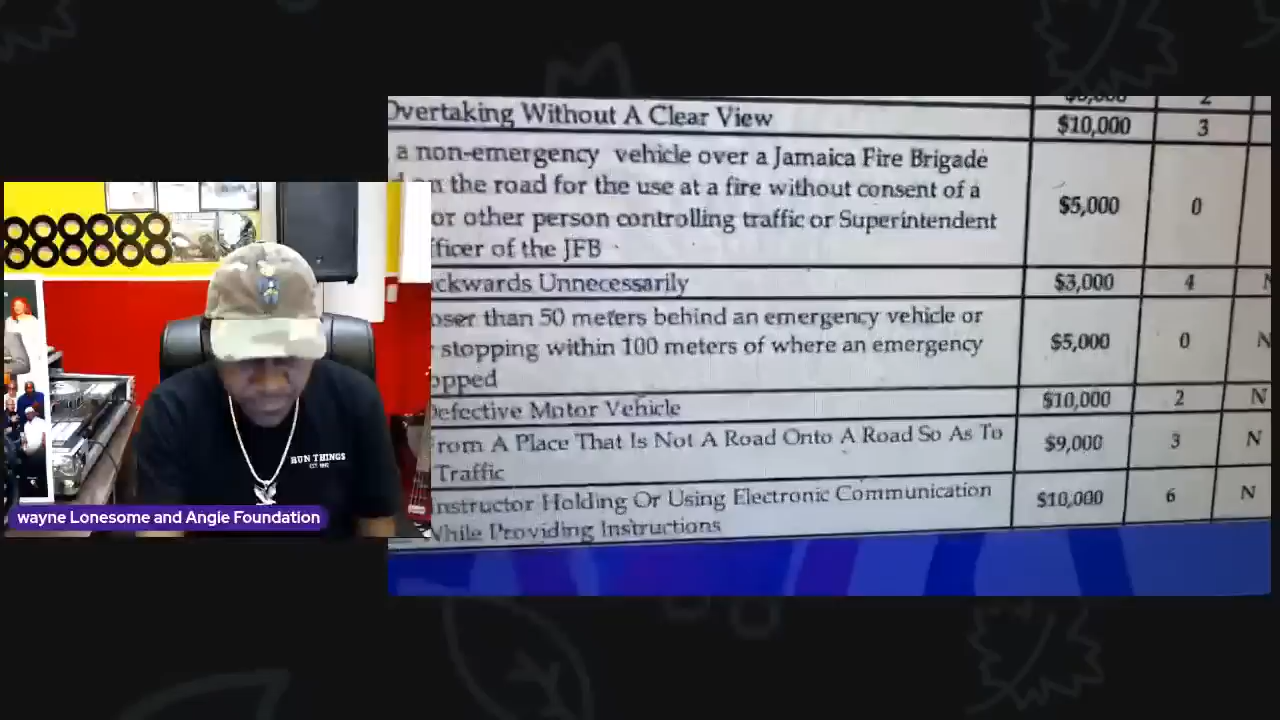 Overtaking Without A Clear View
$10,000
3
a non-emergency vehicle over a Jamaica Fire Brigade
on the road for the use at a fire without consent of a
or other person controlling traffic or Superintendent
fficer of the JFB
$5,000
0
ckwards Unnecessarily
$3,000
4
N
oser than 50 meters behind an emergency vehicle or
stopping within 100 meters of where an emergency
opped
$5,000
0
N
Defective Motor Vehicle
$10,000
2
N
rom A Place That Is Not A Road Onto A Road So As To
Traffic
$9,000
3
N
nstructor Holding Or Using Electronic Communication
While Providing Instructions
$10,000
6
N
RUN THINGS
wayne Lonesome and Angie Foundation